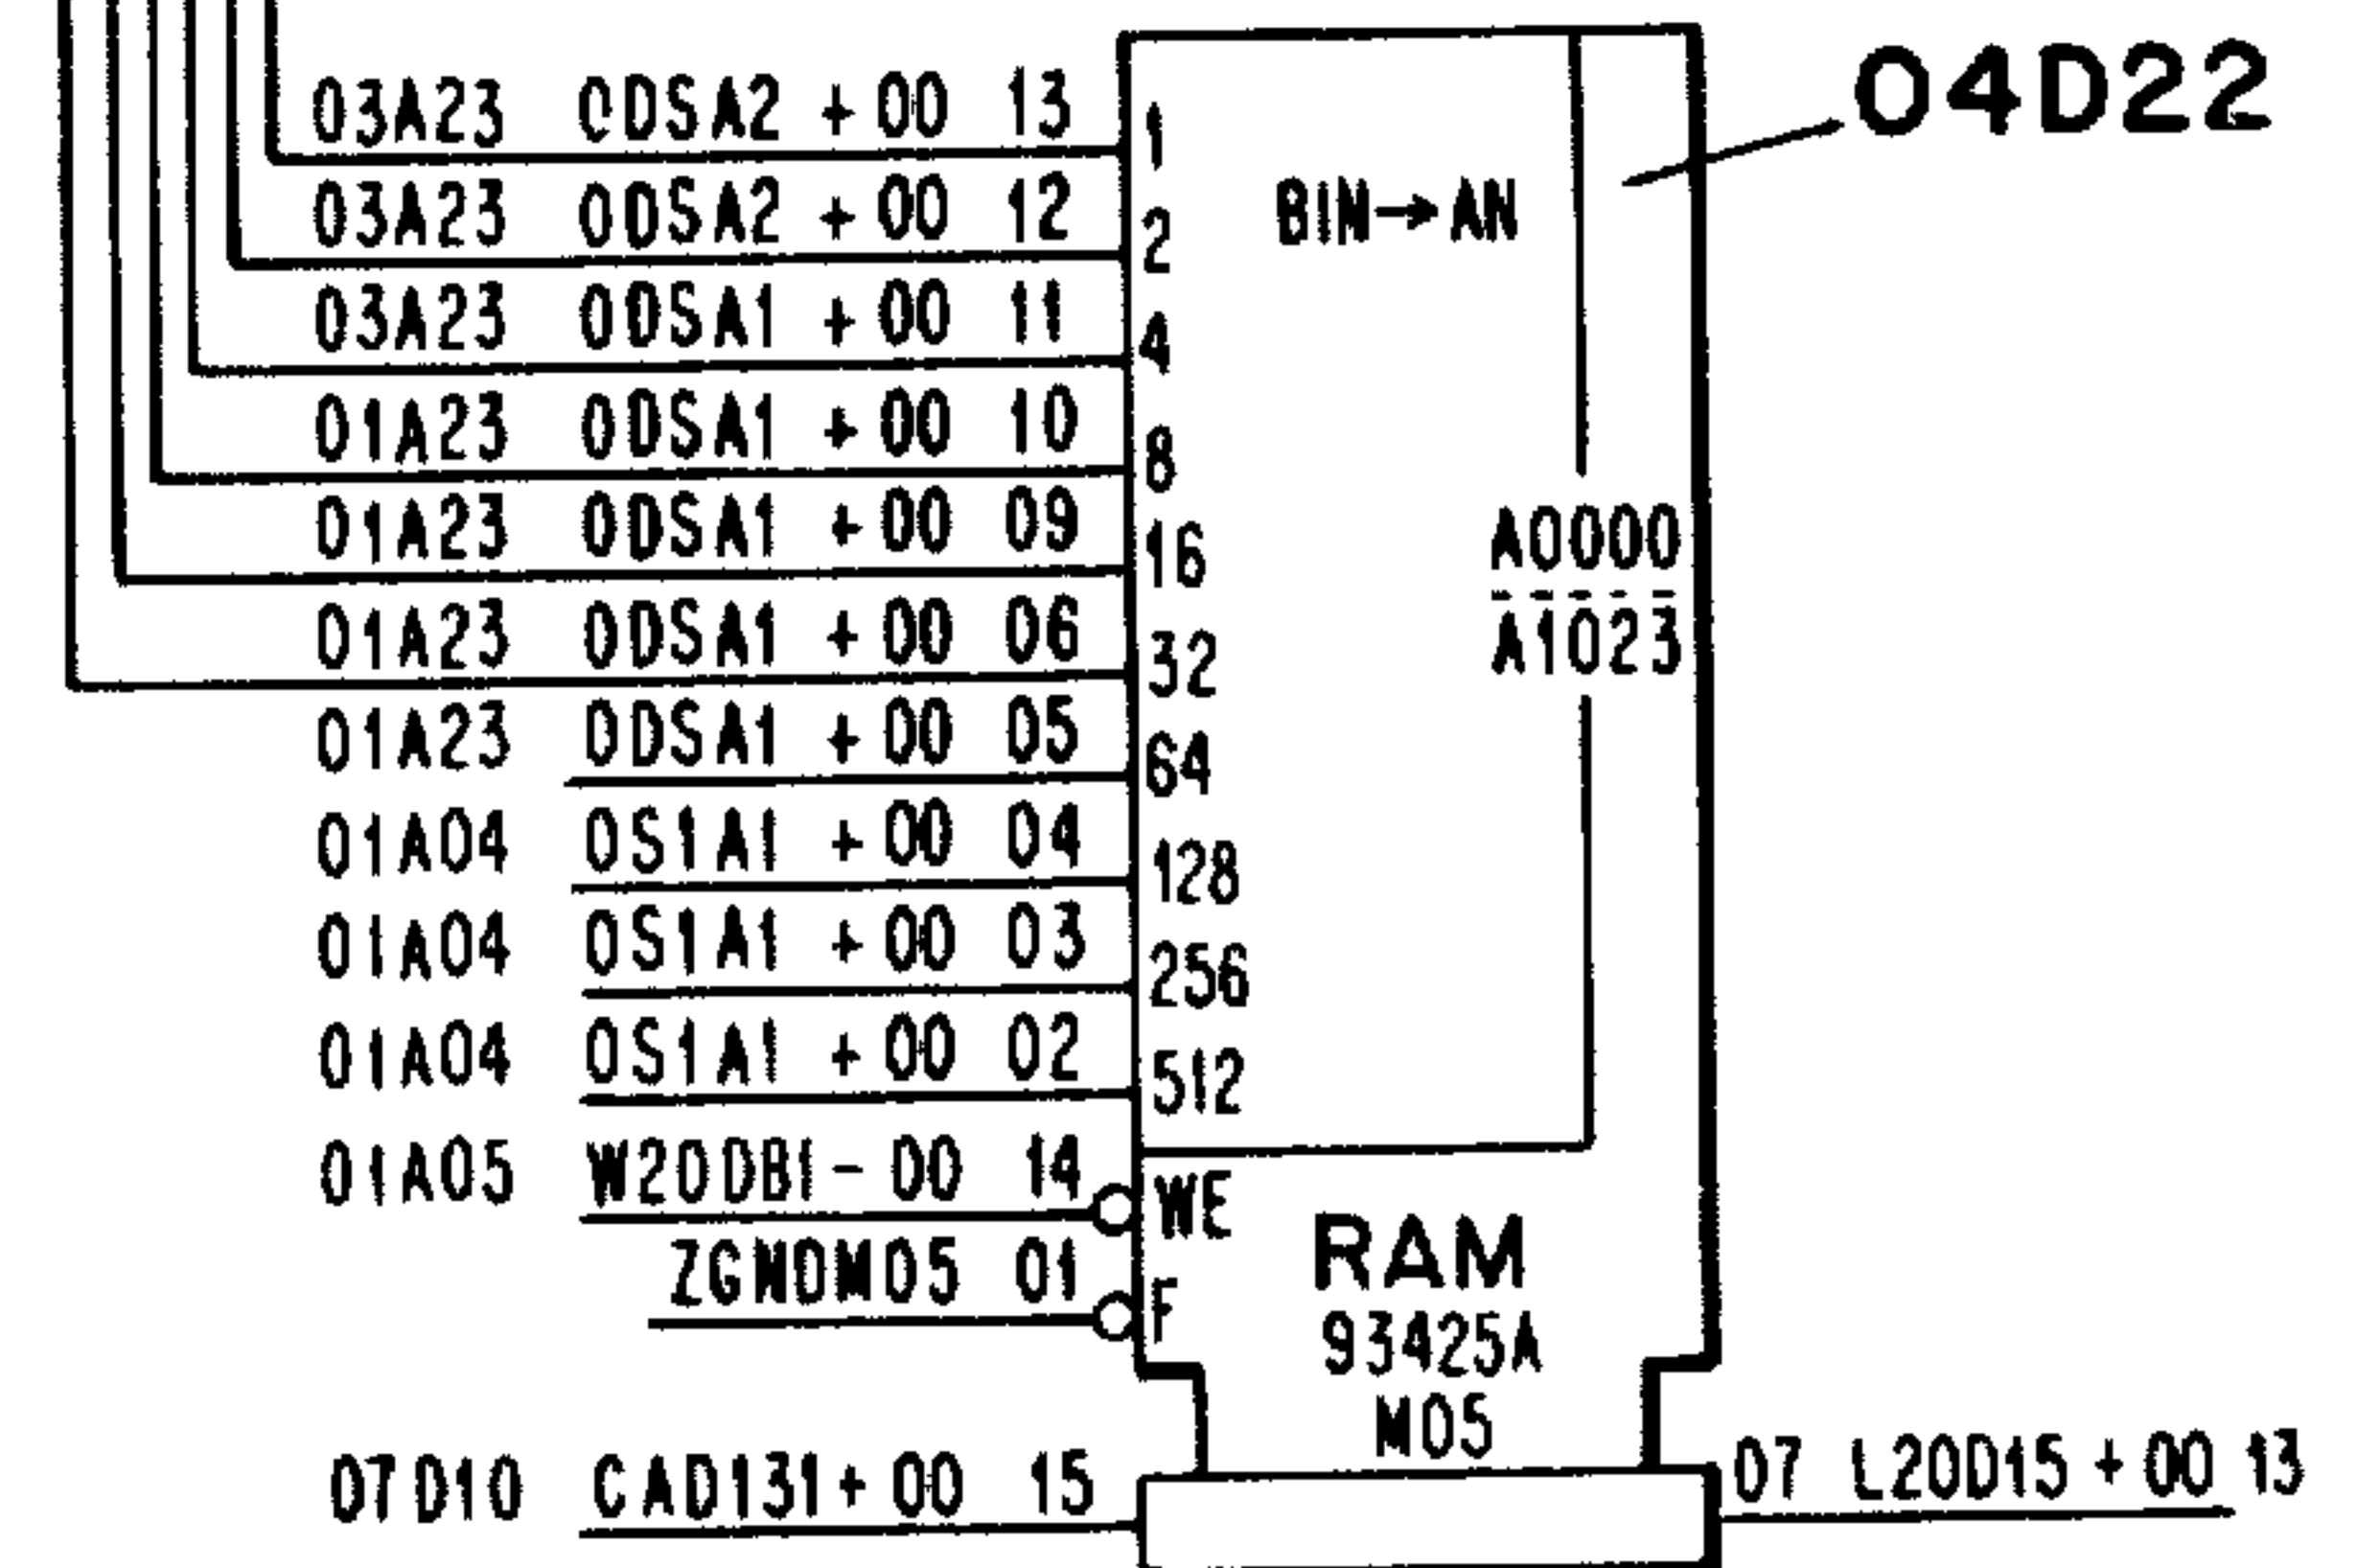 03A23 0DSA2 +00 13 1
04D22
BIN→AN
03A23 0DSA2 +00 12 2
03A23 0DSA1 +00 11 4
01A23 0DSA1 +00 10 8
01A23 0DSA1 +00 09 16
A0000
-----
A1023
01A23 0DSA1 +00 06 32
01A23 0DSA1 +00 05 64
01A04 0S1A1 +00 04 128
01A04 0S1A1 +00 03 256
01A04 0S1A1 +00 02 512
01A05 W20DB1-00 14 WE
ZGNDM05 01 F
RAM
93425A
M05
07D10 CAD131+00 15
07 L20D15+00 13